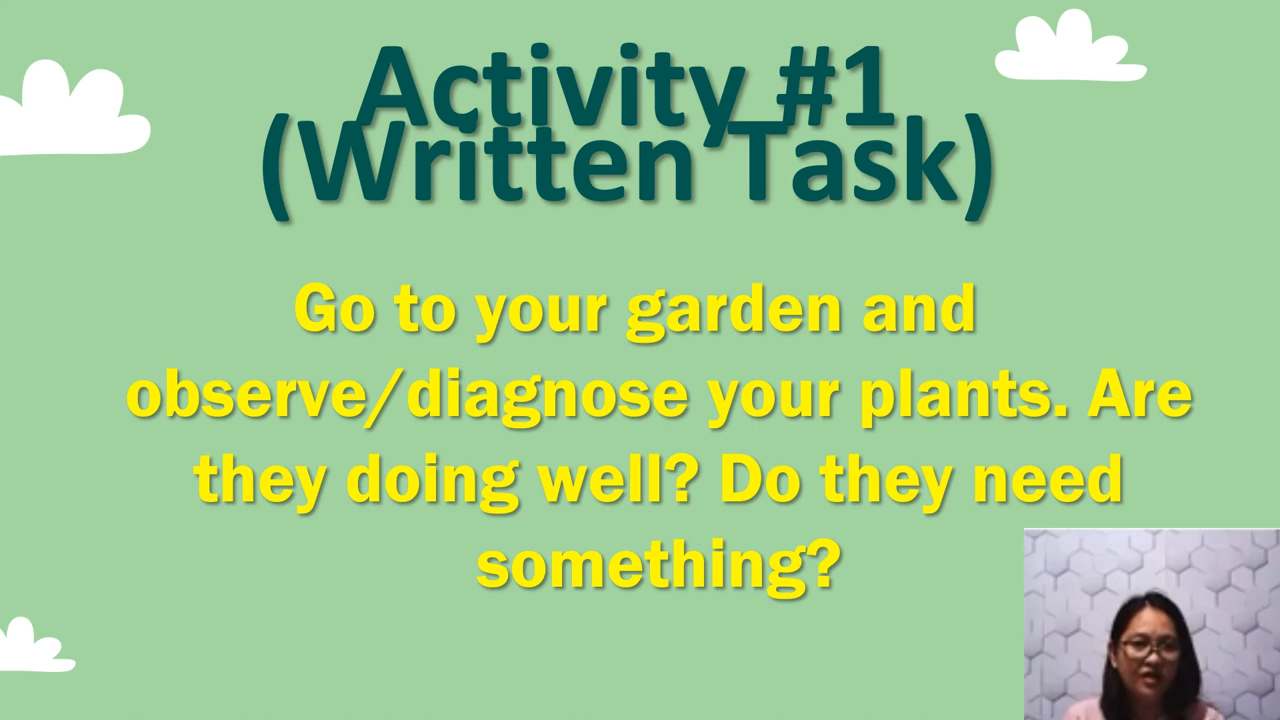 Activity #1
(Written Task)
Go to your garden and
observe/diagnose your plants. Are
they doing well? Do they need
something?